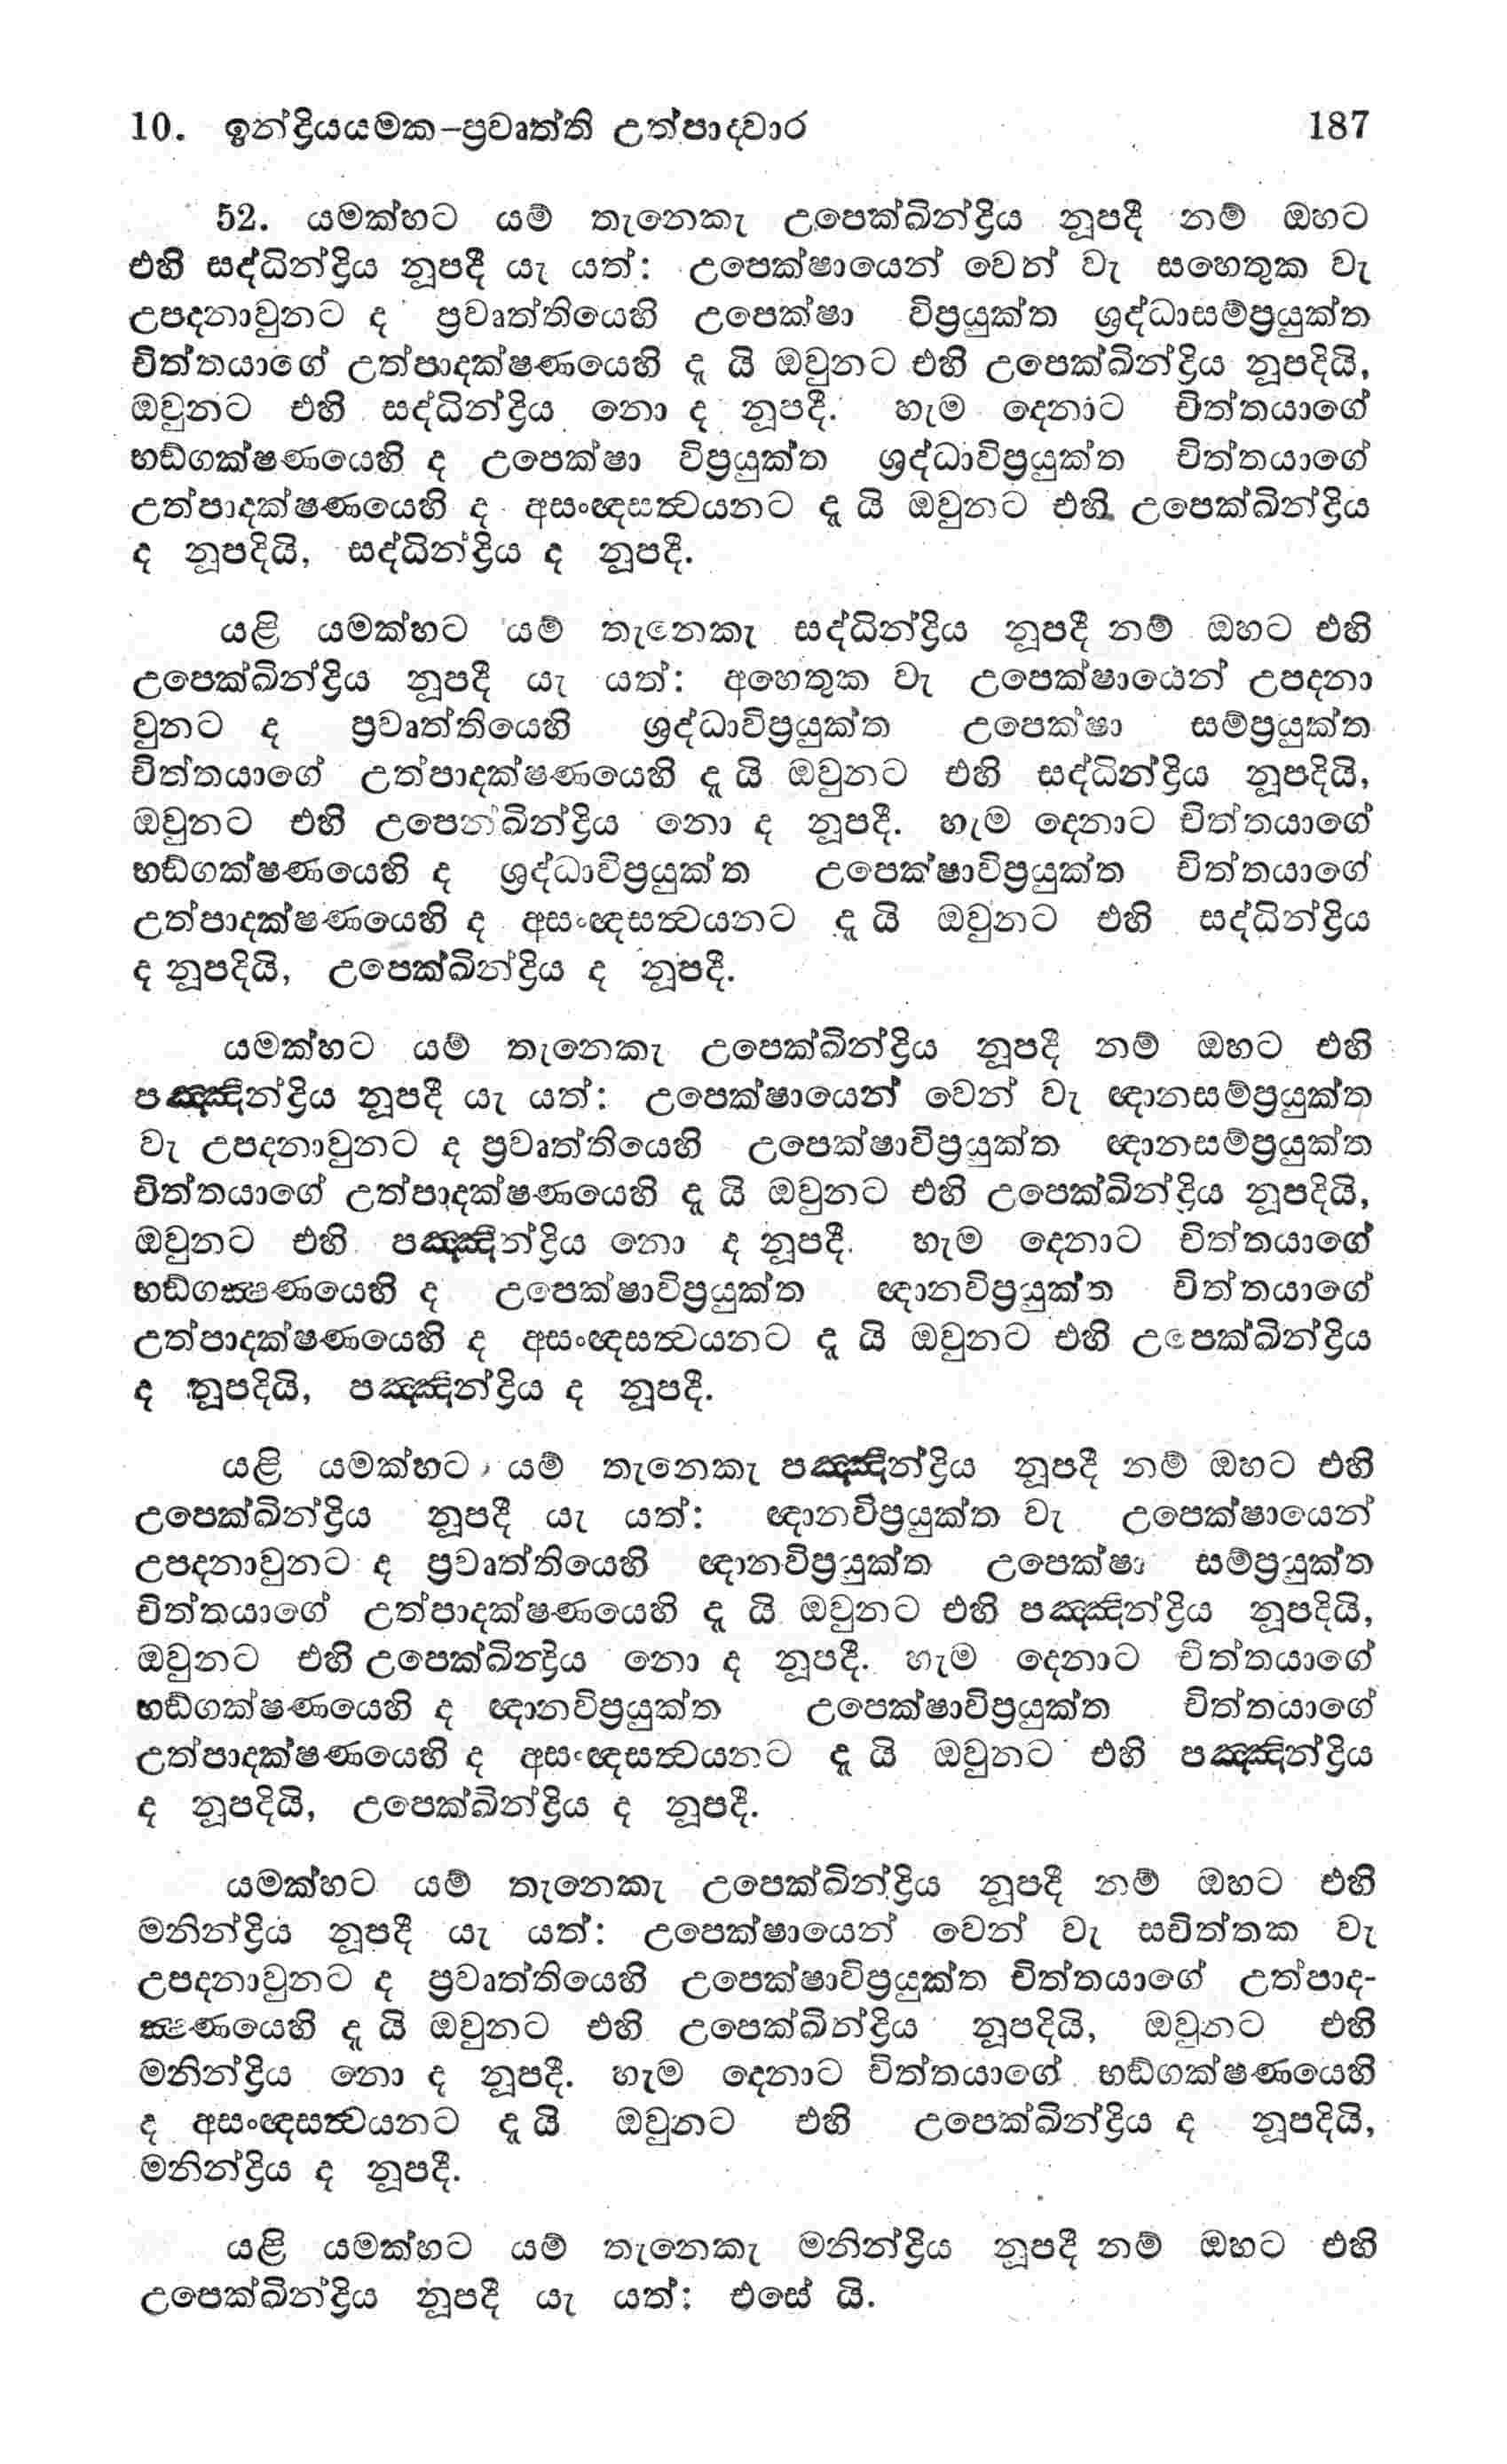 10. ඉන්ද්‍රියයමක-ප්‍රවෘත්ති උත්පාදවාර 187
52. යමක්හට යම් තැනෙකැ උපෙක්ඛින්ද්‍රිය නූපදී නම් ඔහට
එහි සද්ධින්ද්‍රිය නූපදී යැ යත්: උපෙක්ෂායෙන් වෙන් වැ සහෙතුක වැ
උපදනාවුනට ද ප්‍රවෘත්තියෙහි උපෙක්ෂා විප්‍රයුක්ත ශ්‍රද්ධාසම්ප්‍රයුක්ත
චිත්තයාගේ උත්පාදක්ෂණයෙහි දැ යි ඔවුනට එහි උපෙක්ඛින්ද්‍රිය නූපදියි,
ඔවුනට එහි සද්ධින්ද්‍රිය නො ද නූපදී. හැම දෙනාට චිත්තයාගේ
භඞ්ගක්ෂණයෙහි ද උපෙක්ෂා විප්‍රයුක්ත ශ්‍රද්ධාවිප්‍රයුක්ත චිත්තයාගේ
උත්පාදක්ෂණයෙහි ද අසංඥසත්‍වයනට දැ යි ඔවුනට එහි උපෙක්ඛින්ද්‍රිය
ද නූපදියි, සද්ධින්ද්‍රිය ද නූපදී.
යළි යමක්හට යම් තැනෙකැ සද්ධින්ද්‍රිය නූපදී නම් ඔහට එහි
උපෙක්ඛින්ද්‍රිය නූපදී යැ යත්: අහෙතුක වැ උපෙක්ෂායෙන් උපදනා
වුනට ද ප්‍රවෘත්තියෙහි ශ්‍රද්ධාවිප්‍රයුක්ත උපෙක්ෂා සම්ප්‍රයුක්ත
චිත්තයාගේ උත්පාදක්ෂණයෙහි දැ යි ඔවුනට එහි සද්ධින්ද්‍රිය නූපදියි,
ඔවුනට එහි උපෙක්ඛින්ද්‍රිය නො ද නූපදී. හැම දෙනාට චිත්තයාගේ
භඞ්ගක්ෂණයෙහි ද ශ්‍රද්ධාවිප්‍රයුක්ත උපෙක්ෂාවිප්‍රයුක්ත චිත්තයාගේ
උත්පාදක්ෂණයෙහි ද අසංඥසත්‍වයනට දැ යි ඔවුනට එහි සද්ධින්ද්‍රිය
ද නූපදියි, උපෙක්ඛින්ද්‍රිය ද නූපදී.
යමක්හට යම් තැනෙකැ උපෙක්ඛින්ද්‍රිය නූපදී නම් ඔහට එහි
පඤ්ඤින්ද්‍රිය නූපදී යැ යත්: උපෙක්ෂායෙන් වෙන් වැ ඥානසම්ප්‍රයුක්ත
වැ උපදනාවුනට ද ප්‍රවෘත්තියෙහි උපෙක්ෂාවිප්‍රයුක්ත ඥානසම්ප්‍රයුක්ත
චිත්තයාගේ උත්පාදක්ෂණයෙහි දැ යි ඔවුනට එහි උපෙක්ඛින්ද්‍රිය නූපදියි,
ඔවුනට එහි පඤ්ඤින්ද්‍රිය නො ද නූපදී. හැම දෙනාට චිත්තයාගේ
භඞ්ගක්‍ෂණයෙහි ද උපෙක්ෂාවිප්‍රයුක්ත ඥානවිප්‍රයුක්ත චිත්තයාගේ
උත්පාදක්ෂණයෙහි ද අසංඥසත්‍වයනට දැ යි ඔවුනට එහි උපෙක්ඛින්ද්‍රිය
ද නූපදියි, පඤ්ඤින්ද්‍රිය ද නූපදී.
යළි යමක්හට යම් තැනෙකැ පඤ්ඤින්ද්‍රිය නූපදී නම් ඔහට එහි
උපෙක්ඛින්ද්‍රිය නූපදී යැ යත්: ඥානවිප්‍රයුක්ත වැ උපෙක්ෂායෙන්
උපදනාවුනට ද ප්‍රවෘත්තියෙහි ඥානවිප්‍රයුක්ත උපෙක්ෂා සම්ප්‍රයුක්ත
චිත්තයාගේ උත්පාදක්ෂණයෙහි දැ යි ඔවුනට එහි පඤ්ඤින්ද්‍රිය නූපදියි,
ඔවුනට එහි උපෙක්ඛින්‍ද්‍රිය නො ද නූපදී. හැම දෙනාට චිත්තයාගේ
භඞ්ගක්ෂණයෙහි ද ඥානවිප්‍රයුක්ත උපෙක්ෂාවිප්‍රයුක්ත චිත්තයාගේ
උත්පාදක්ෂණයෙහි ද අසංඥසත්‍වයනට දැ යි ඔවුනට එහි පඤ්ඤින්ද්‍රිය
ද නූපදියි, උපෙක්ඛින්ද්‍රිය ද නූපදී.
යමක්හට යම් තැනෙකැ උපෙක්ඛින්ද්‍රිය නූපදී නම් ඔහට එහි
මනින්ද්‍රිය නූපදී යැ යත්: උපෙක්ෂායෙන් වෙන් වැ සචිත්තක වැ
උපදනාවුනට ද ප්‍රවෘත්තියෙහි උපෙක්ෂාවිප්‍රයුක්ත චිත්තයාගේ උත්පාද-
ක්‍ෂණයෙහි දැ යි ඔවුනට එහි උපෙක්ඛින්ද්‍රිය නූපදියි, ඔවුනට එහි
මනින්ද්‍රිය නො ද නූපදී. හැම දෙනාට චිත්තයාගේ භඞ්ගක්ෂණයෙහි
ද අසංඥසත්‍වයනට දැ යි ඔවුනට එහි උපෙක්ඛින්ද්‍රිය ද නූපදියි,
මනින්ද්‍රිය ද නූපදී.
යළි යමක්හට යම් තැනෙකැ මනින්ද්‍රිය නූපදී නම් ඔහට එහි
උපෙක්ඛින්ද්‍රිය නූපදී යැ යත්: එසේ යි.